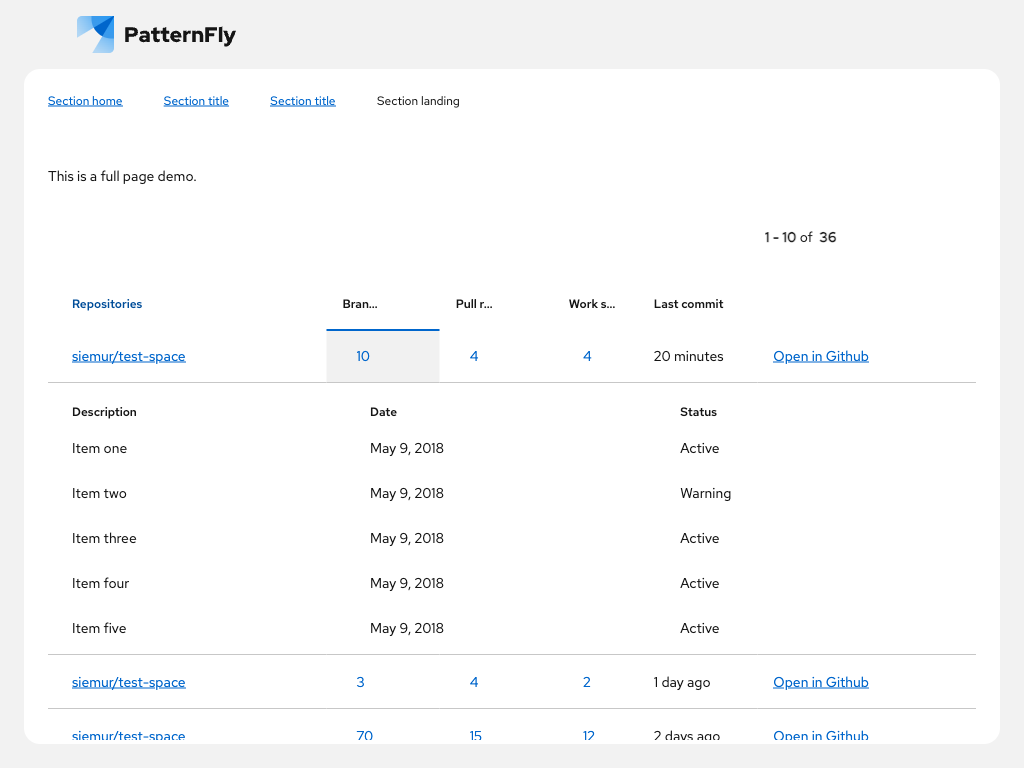 PatternFly
Section home Section title Section title Section landing
This is a full page demo.
1 - 10 of 36
Repositories Bran... Pull r... Work s... Last commit
siemur/test-space 10 4 4 20 minutes Open in Github
Description Date Status
Item one May 9, 2018 Active
Item two May 9, 2018 Warning
Item three May 9, 2018 Active
Item four May 9, 2018 Active
Item five May 9, 2018 Active
siemur/test-space 3 4 2 1 day ago Open in Github
siemur/test-space 70 15 12 2 days ago Open in Github